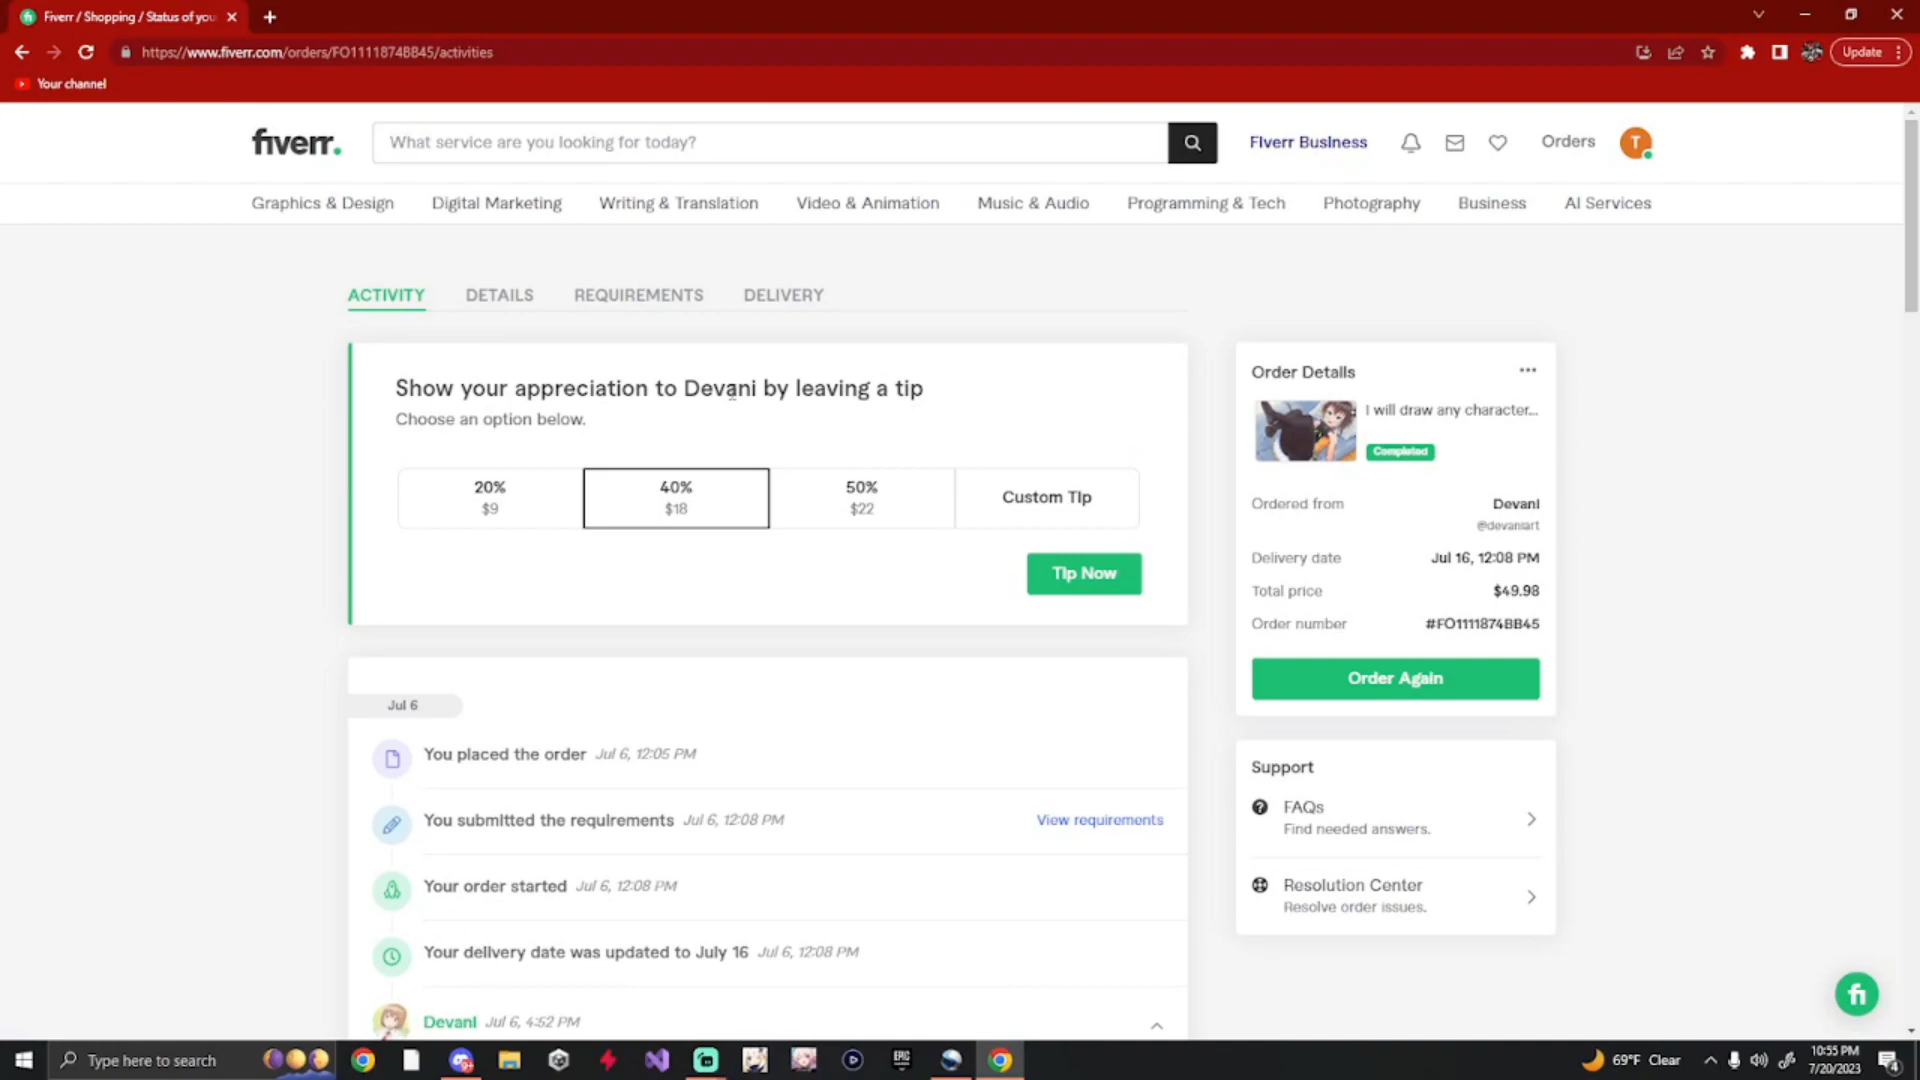 Fiverr / Shopping / Status of you
https://www.fiverr.com/orders/FO1111874BB45/activities
Update
Your channel
fiverr.
What service are you looking for today?
Fiverr Business
Orders
T
Graphics & Design
Digital Marketing
Writing & Translation
Video & Animation
Music & Audio
Programming & Tech
Photography
Business
AI Services
ACTIVITY
DETAILS
REQUIREMENTS
DELIVERY
Show your appreciation to Devani by leaving a tip
Choose an option below.
20%
$9
40%
$18
50%
$22
Custom Tip
Tip Now
Jul 6
You placed the order Jul 6, 12:05 PM
You submitted the requirements Jul 6, 12:08 PM
View requirements
Your order started Jul 6, 12:08 PM
Your delivery date was updated to July 16 Jul 6, 12:08 PM
Devani Jul 6, 4:52 PM
Order Details
I will draw any character...
Completed
Ordered from Devani
@devaniart
Delivery date Jul 16, 12:08 PM
Total price $49.98
Order number #FO1111874BB45
Order Again
Support
FAQs
Find needed answers.
Resolution Center
Resolve order issues.
fi
Type here to search
EPIC
69°F Clear
10:55 PM
7/20/2023
4